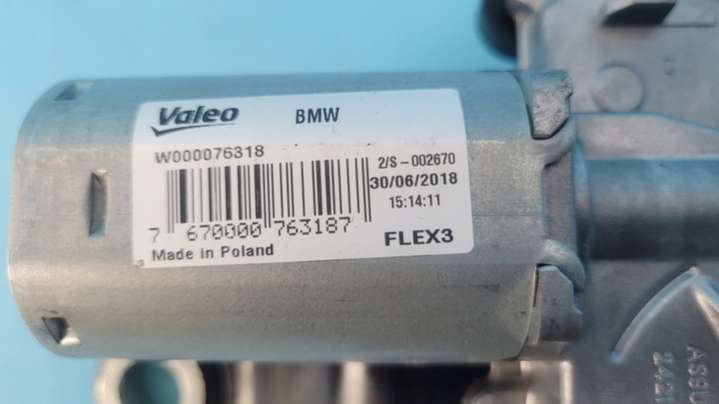 Valeo BMW
W000076318
2/S-002670
30/06/2018
15:14:11
7 670000 763187
FLEX3
Made in Poland